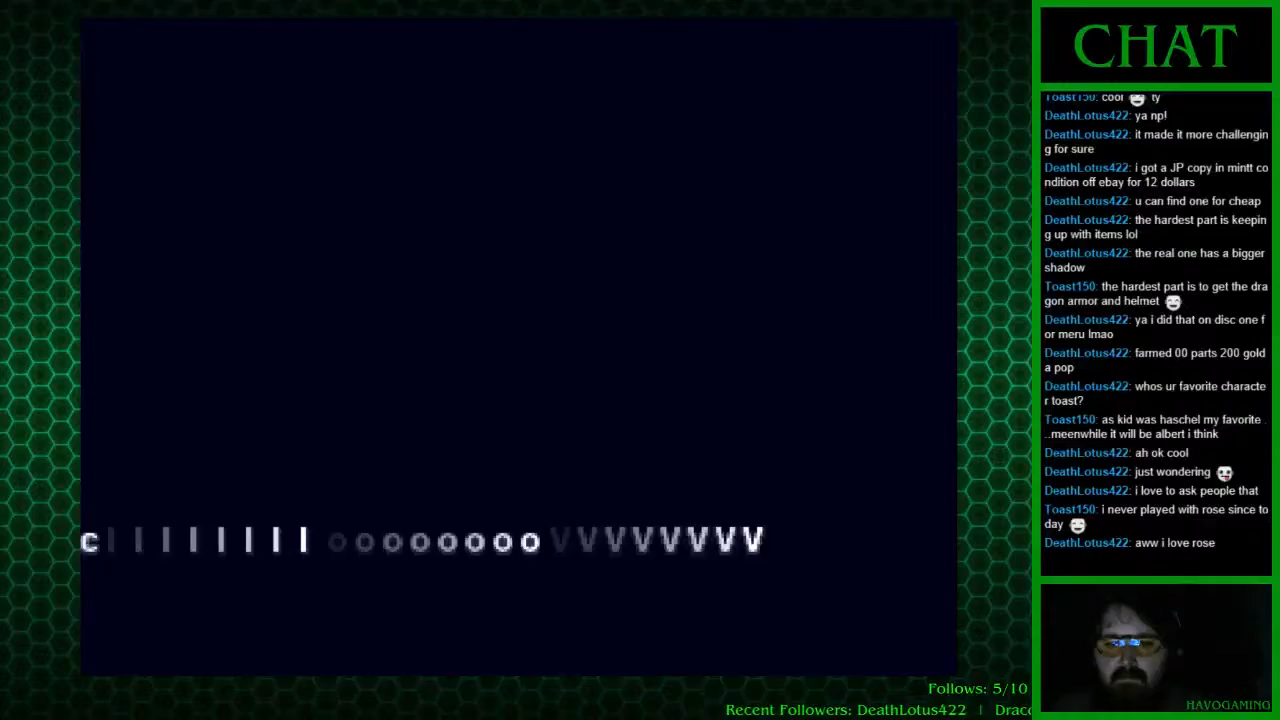 CHAT
Toast150: cool ty
DeathLotus422: ya np!
DeathLotus422: it made it more challengin
g for sure
DeathLotus422: i got a JP copy in mintt co
ndition off ebay for 12 dollars
DeathLotus422: u can find one for cheap
DeathLotus422: the hardest part is keepin
g up with items lol
DeathLotus422: the real one has a bigger
shadow
Toast150: the hardest part is to get the dra
gon armor and helmet
DeathLotus422: ya i did that on disc one f
or meru lmao
DeathLotus422: farmed 00 parts 200 gold
a pop
DeathLotus422: whos ur favorite characte
r toast?
Toast150: as kid was haschel my favorite .
..meenwhile it will be albert i think
DeathLotus422: ah ok cool
DeathLotus422: just wondering
DeathLotus422: i love to ask people that
Toast150: i never played with rose since to
day
DeathLotus422: aww i love rose
c l l l l l l l l o o o o o o o o V V V V V V V V
Follows: 5/10
Recent Followers: DeathLotus422 | Draco
HAVOGAMING